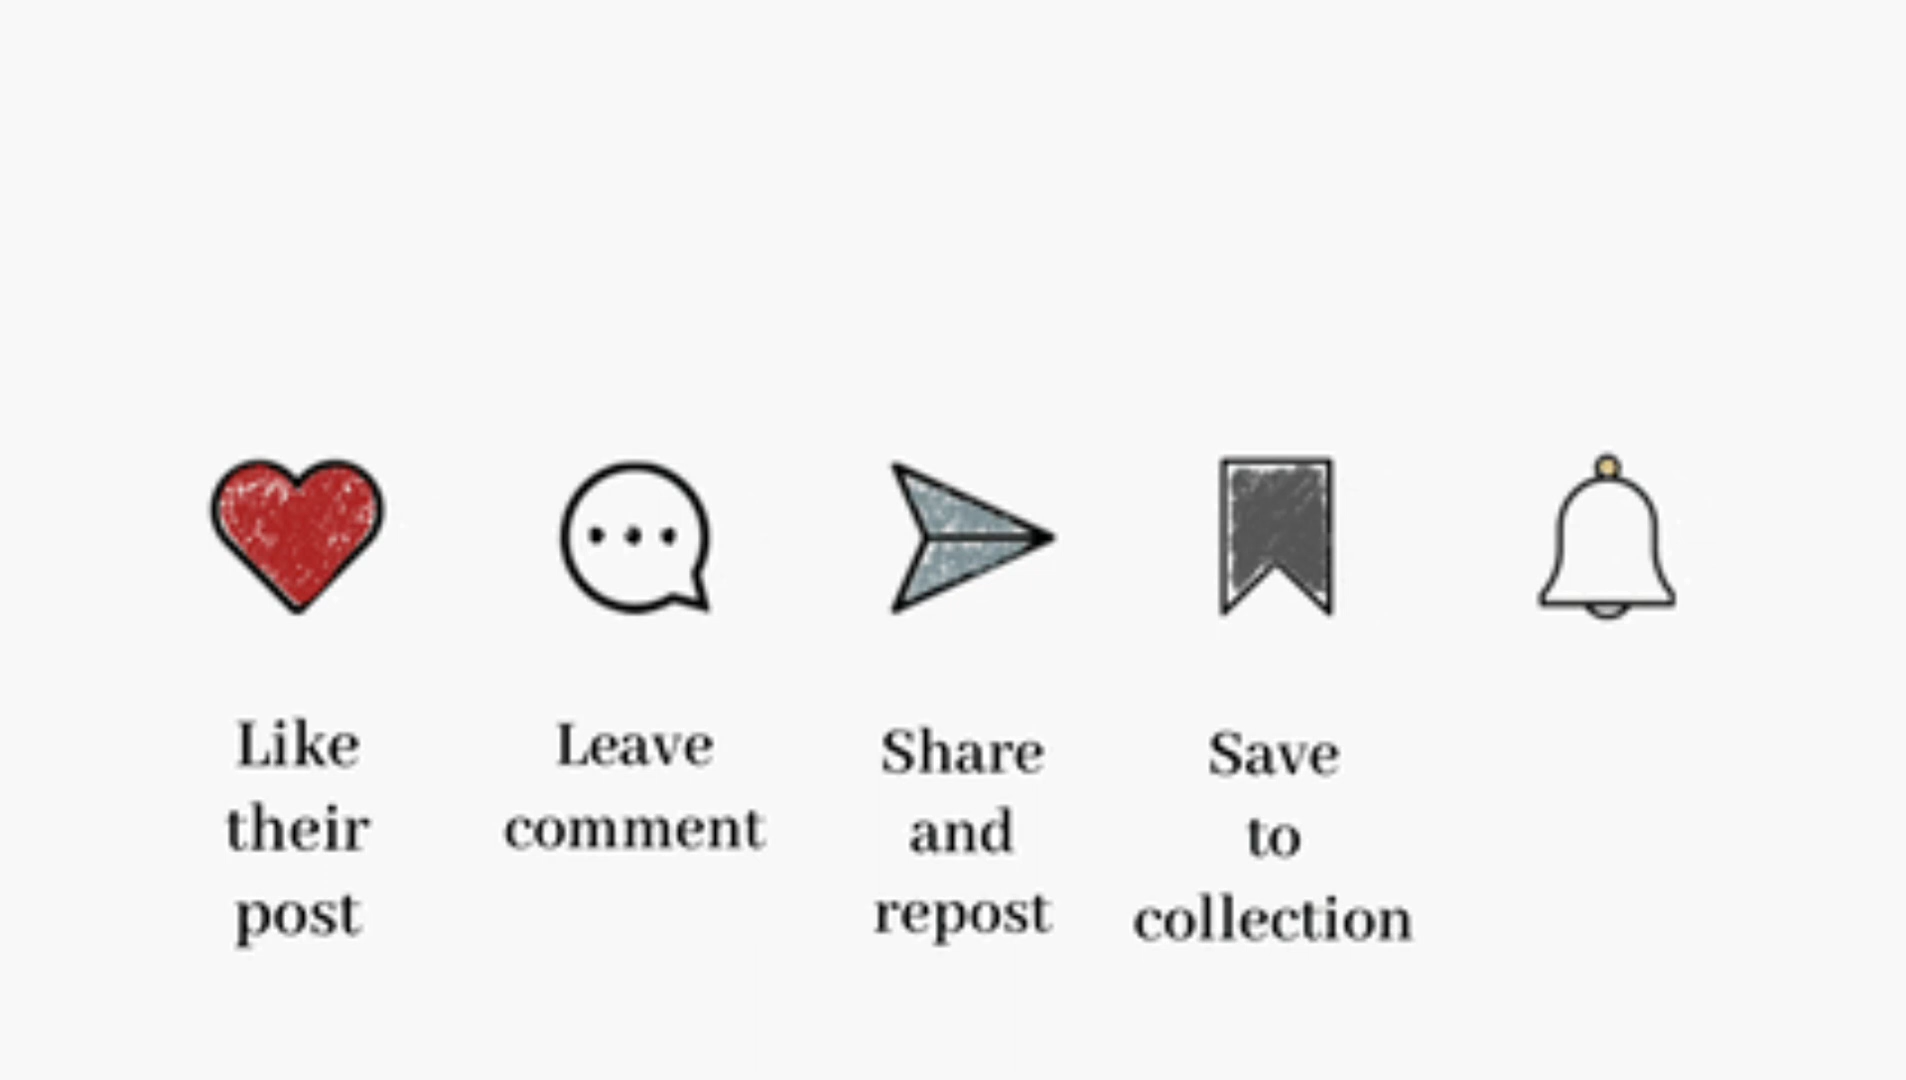 Like
their
post
Leave
comment
Share
and
repost
Save
to
collection